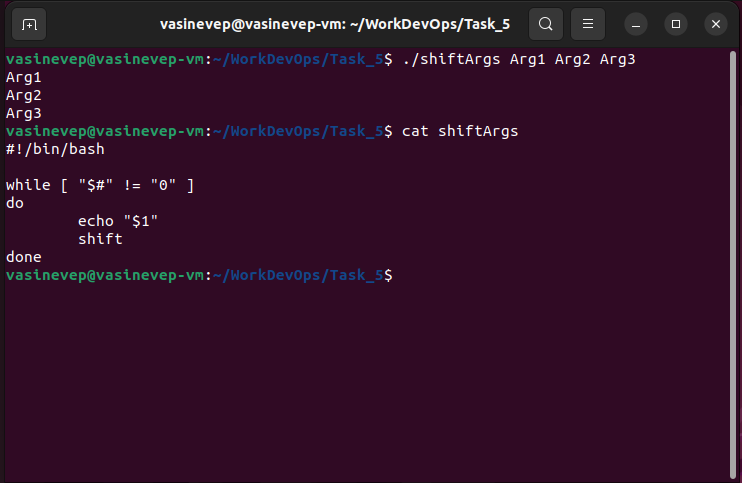 vasinevep@vasinevep-vm: ~/WorkDevOps/Task_5
vasinevep@vasinevep-vm:~/WorkDevOps/Task_5$ ./shiftArgs Arg1 Arg2 Arg3
Arg1
Arg2
Arg3
vasinevep@vasinevep-vm:~/WorkDevOps/Task_5$ cat shiftArgs
#!/bin/bash

while [ "$#" != "0" ]
do
        echo "$1"
        shift
done
vasinevep@vasinevep-vm:~/WorkDevOps/Task_5$